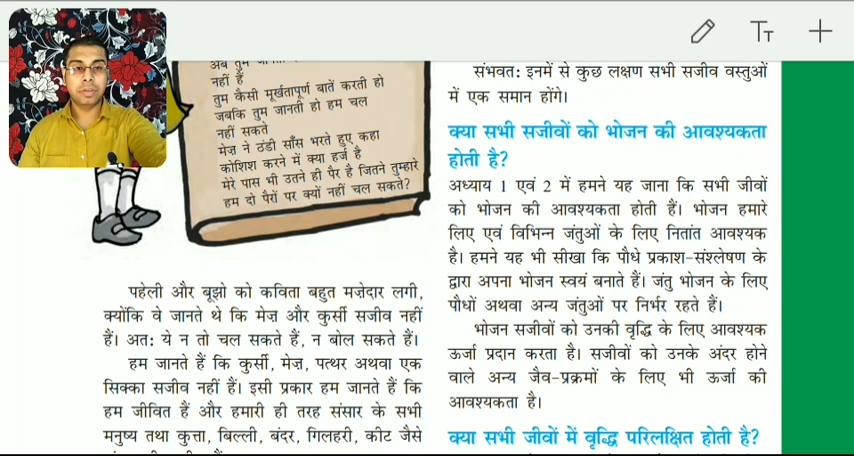 अब तुम
नहीं हैं
तुम कैसी मूर्खतापूर्ण बातें करती हो
जबकि तुम जानती हो हम चल
नहीं सकते
मेज़ ने ठंडी साँस भरते हुए कहा
कोशिश करने में क्या हर्ज है
मेरे पास भी उतने ही पैर है जितने तुम्हारे
हम दो पैरों पर क्यों नहीं चल सकते?
पहेली और बूझो को कविता बहुत मज़ेदार लगी,
क्योंकि वे जानते थे कि मेज़ और कुर्सी सजीव नहीं
हैं। अत: ये न तो चल सकते हैं, न बोल सकते हैं।
हम जानते हैं कि कुर्सी, मेज़, पत्थर अथवा एक
सिक्का सजीव नहीं हैं। इसी प्रकार हम जानते हैं कि
हम जीवित हैं और हमारी ही तरह संसार के सभी
मनुष्य तथा कुत्ता, बिल्ली, बंदर, गिलहरी, कीट जैसे
संभवत: इनमें से कुछ लक्षण सभी सजीव वस्तुओं
में एक समान होंगे।
क्या सभी सजीवों को भोजन की आवश्यकता
होती है?
अध्याय 1 एवं 2 में हमने यह जाना कि सभी जीवों
को भोजन की आवश्यकता होती हैं। भोजन हमारे
लिए एवं विभिन्न जंतुओं के लिए नितांत आवश्यक
है। हमने यह भी सीखा कि पौधे प्रकाश-संश्लेषण के
द्वारा अपना भोजन स्वयं बनाते हैं। जंतु भोजन के लिए
पौधों अथवा अन्य जंतुओं पर निर्भर रहते हैं।
भोजन सजीवों को उनकी वृद्धि के लिए आवश्यक
ऊर्जा प्रदान करता है। सजीवों को उनके अंदर होने
वाले अन्य जैव-प्रक्रमों के लिए भी ऊर्जा की
आवश्यकता है।
क्या सभी जीवों में वृद्धि परिलक्षित होती है?